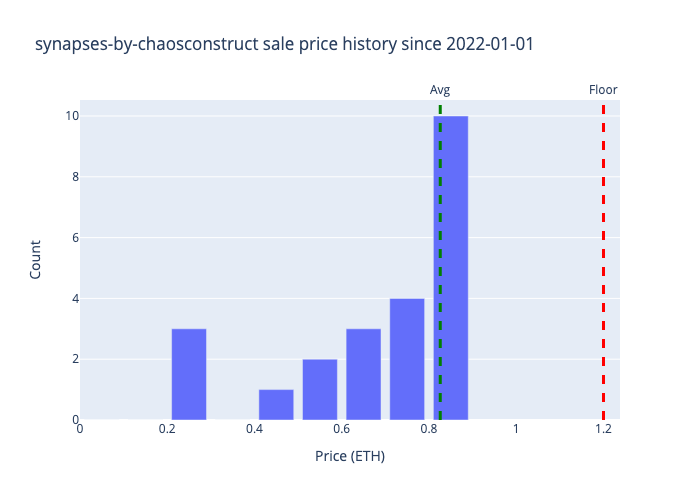 synapses-by-chaosconstruct sale price history since 2022-01-01
Avg
Floor
10
8
6
4
2
0
Count
0
0.2
0.4
0.6
0.8
1
1.2
Price (ETH)